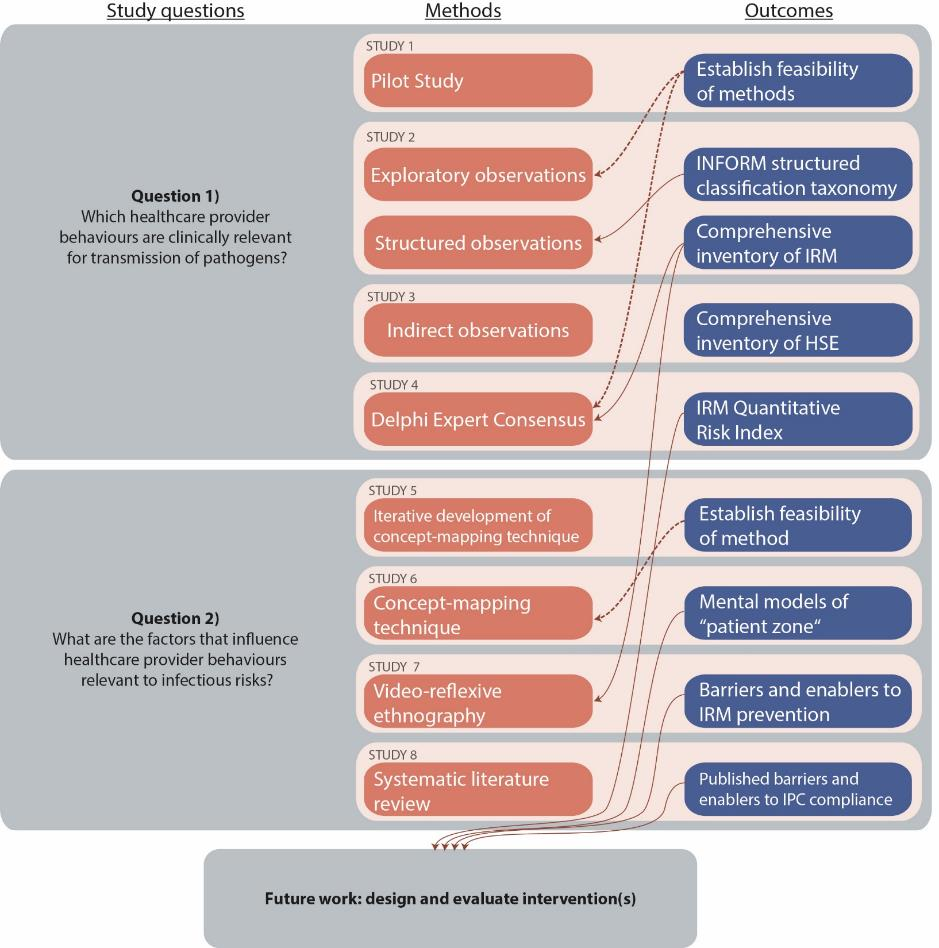 Study questions
Methods
Outcomes
Question 1)
Which healthcare provider
behaviours are clinically relevant
for transmission of pathogens?
STUDY 1
Pilot Study
Establish feasibility
of methods
STUDY 2
Exploratory observations
INFORM structured
classification taxonomy
Structured observations
Comprehensive
inventory of IRM
STUDY 3
Indirect observations
Comprehensive
inventory of HSE
STUDY 4
Delphi Expert Consensus
IRM Quantitative
Risk Index
Question 2)
What are the factors that influence
healthcare provider behaviours
relevant to infectious risks?
STUDY 5
Iterative development of
concept-mapping technique
Establish feasibility
of method
STUDY 6
Concept-mapping
technique
Mental models of
“patient zone“
STUDY 7
Video-reflexive
ethnography
Barriers and enablers to
IRM prevention
STUDY 8
Systematic literature
review
Published barriers and
enablers to IPC compliance
Future work: design and evaluate intervention(s)